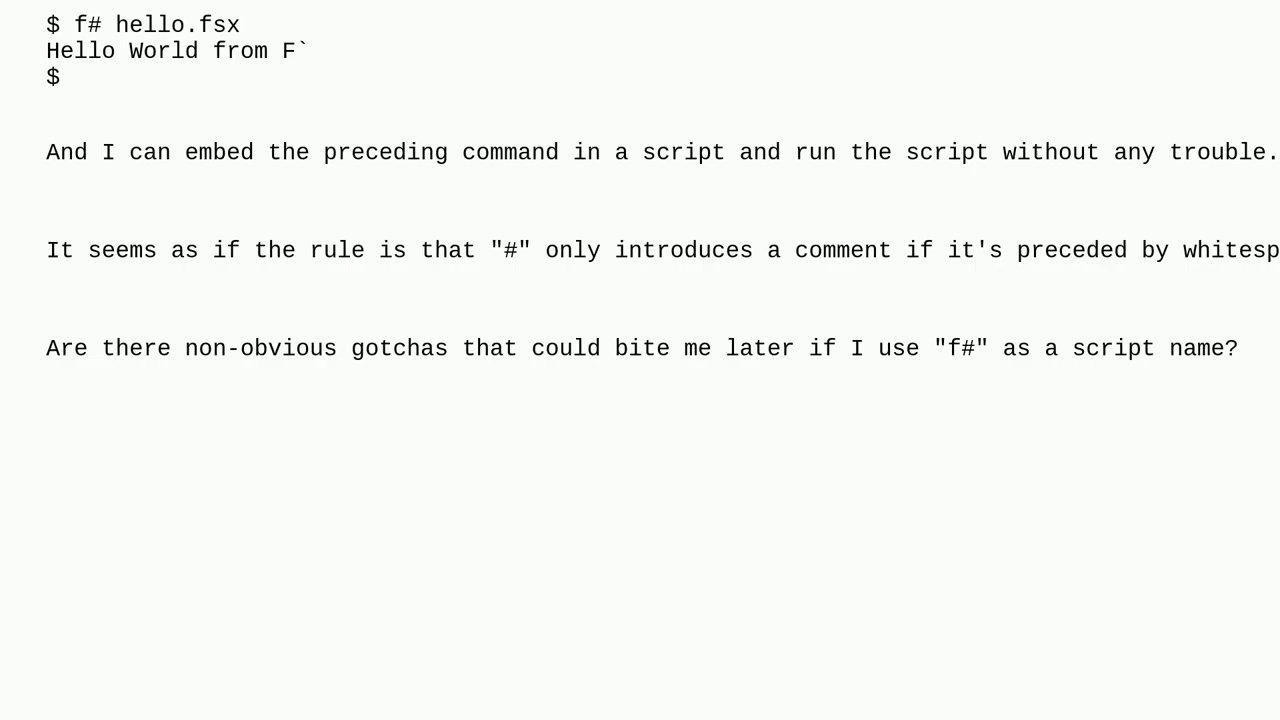 $ f# hello.fsx
Hello World from F`
$
And I can embed the preceding command in a script and run the script without any trouble.
It seems as if the rule is that "#" only introduces a comment if it's preceded by
Are there non-obvious gotchas that could bite me later if I use "f#" as a script name?